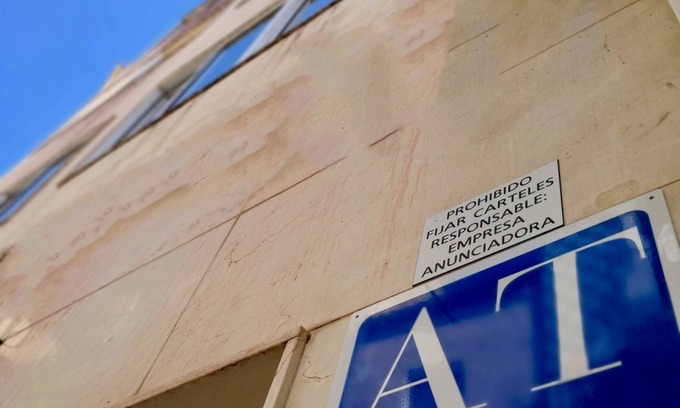 PROHIBIDO
FIJAR CARTELES
RESPONSABLE:
EMPRESA
ANUNCIADORA
AT